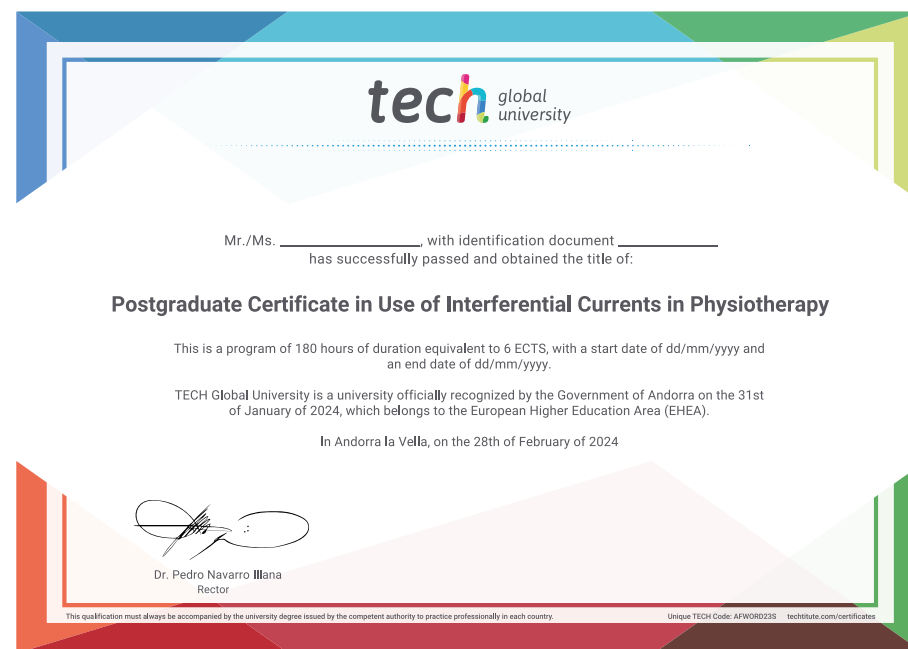 tech global
university
Mr./Ms. ____________________, with identification document ______________
has successfully passed and obtained the title of:
Postgraduate Certificate in Use of Interferential Currents in Physiotherapy
This is a program of 180 hours of duration equivalent to 6 ECTS, with a start date of dd/mm/yyyy and
an end date of dd/mm/yyyy.
TECH Global University is a university officially recognized by the Government of Andorra on the 31st
of January of 2024, which belongs to the European Higher Education Area (EHEA).
In Andorra la Vella, on the 28th of February of 2024
Dr. Pedro Navarro Illana
Rector
This qualification must always be accompanied by the university degree issued by the competent authority to practice professionally in each country.
Unique TECH Code: AFWORD23S techtitute.com/certificates